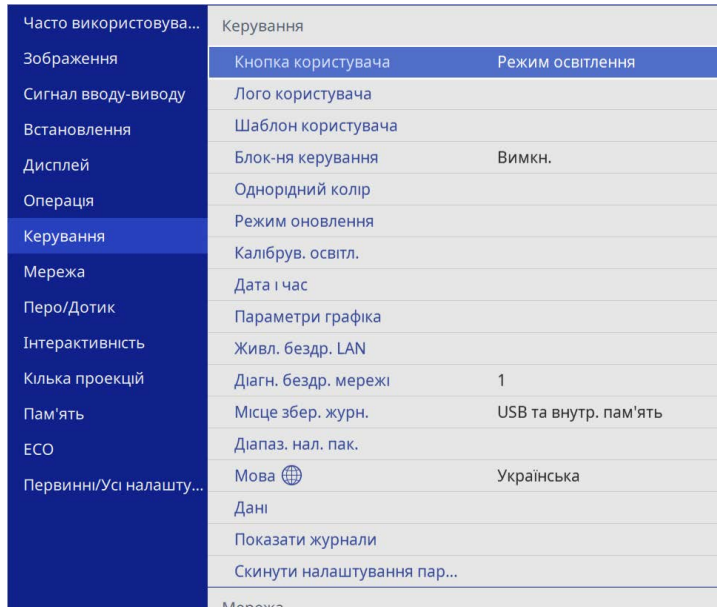 Часто використовува...
Зображення
Сигнал вводу-виводу
Встановлення
Дисплей
Операція
Керування
Мережа
Перо/Дотик
Інтерактивність
Кілька проекцій
Пам'ять
ECO
Первинні/Усі налашту...
Керування
Кнопка користувача Режим освітлення
Лого користувача
Шаблон користувача
Блок-ня керування Вимкн.
Однорідний колір
Режим оновлення
Калібрув. освітл.
Дата і час
Параметри графіка
Живл. бездр. LAN
Діагн. бездр. мережі 1
Місце збер. журн. USB та внутр. пам'ять
Діапаз. нал. пак.
Мова Українська
Дані
Показати журнали
Скинути налаштування пар...
Мережа